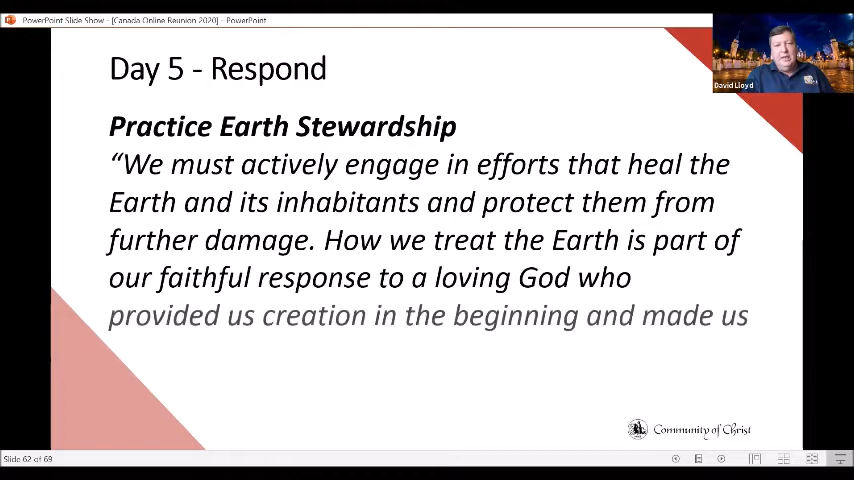 PowerPoint Slide Show - [Canada Online Reunion 2020] - PowerPoint
David Lloyd
Day 5 - Respond
Practice Earth Stewardship
“We must actively engage in efforts that heal the
Earth and its inhabitants and protect them from
further damage. How we treat the Earth is part of
our faithful response to a loving God who
provided us creation in the beginning and made us
Community of Christ
Slide 62 of 69